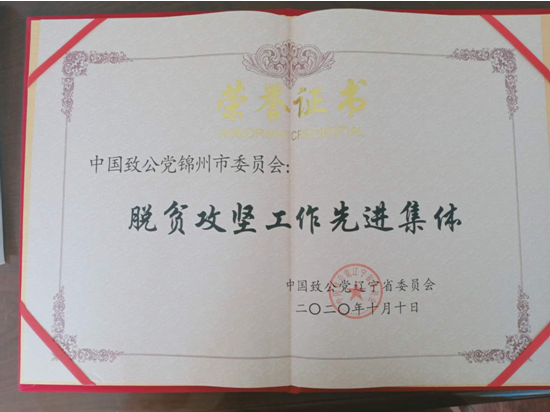 荣誉证书
中国致公党锦州市委员会：
脱贫攻坚工作先进集体
中国致公党辽宁省委员会
二〇二〇年十月十日